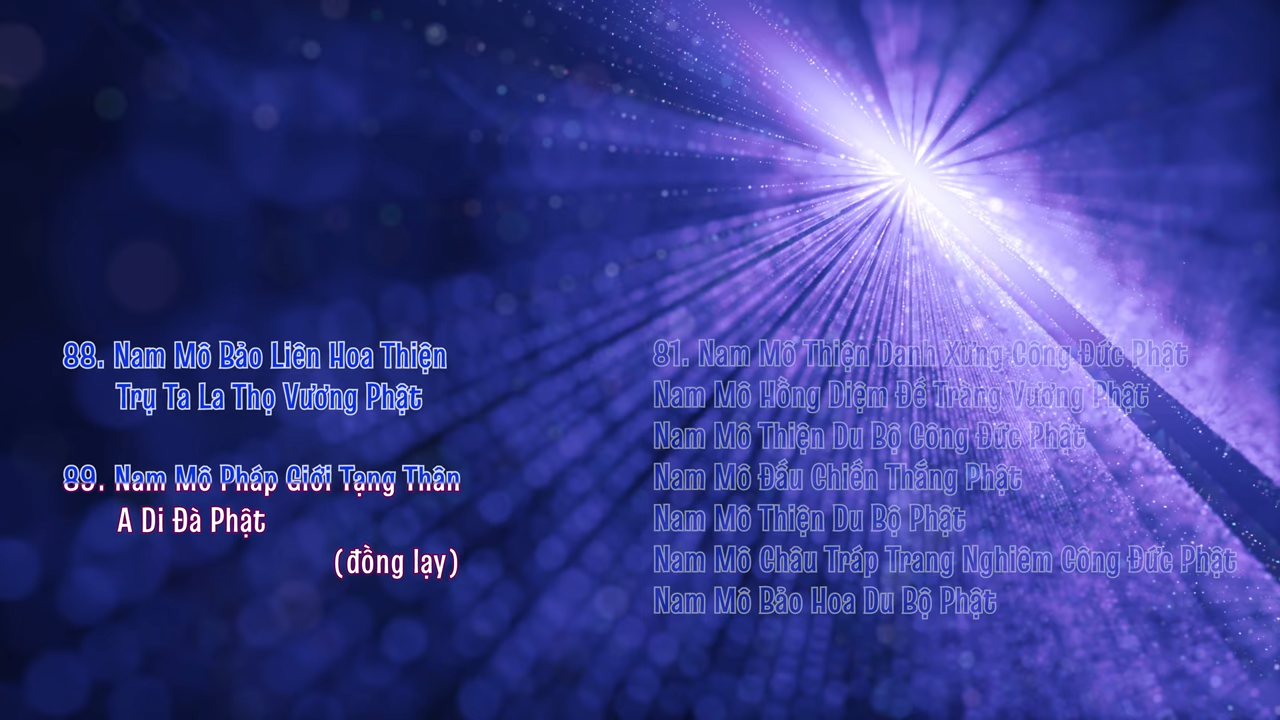 88. Nam Mô Bảo Liên Hoa Thiện
Trụ Ta La Thọ Vương Phật
89. Nam Mô Pháp Giới Tạng Thân
A Di Đà Phật
(đồng lạy)
81. Nam Mô Thiện Danh Xưng Công Đức Phật
Nam Mô Hồng Diệm Đế Tràng Vương Phật
Nam Mô Thiện Du Bộ Công Đức Phật
Nam Mô Đấu Chiến Thắng Phật
Nam Mô Thiện Du Bộ Phật
Nam Mô Châu Tráp Trang Nghiêm Công Đức Phật
Nam Mô Bảo Hoa Du Bộ Phật